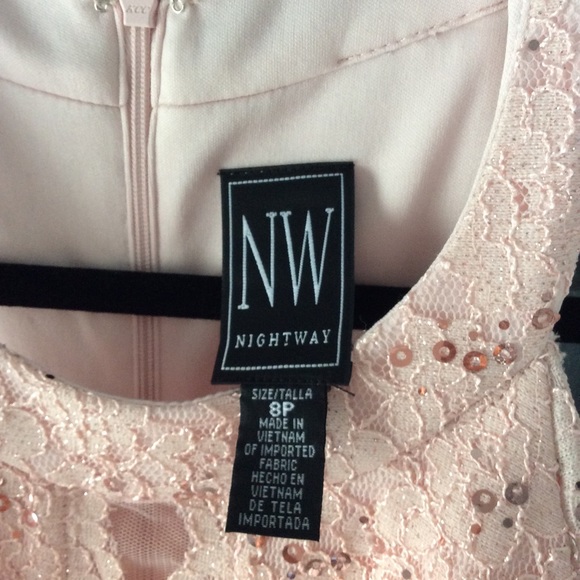 NW
NIGHTWAY
SIZE/TALLA
8P
MADE IN
VIETNAM
OF IMPORTED
FABRIC
HECHO EN
VIETNAM
DE TELA
IMPORTADA